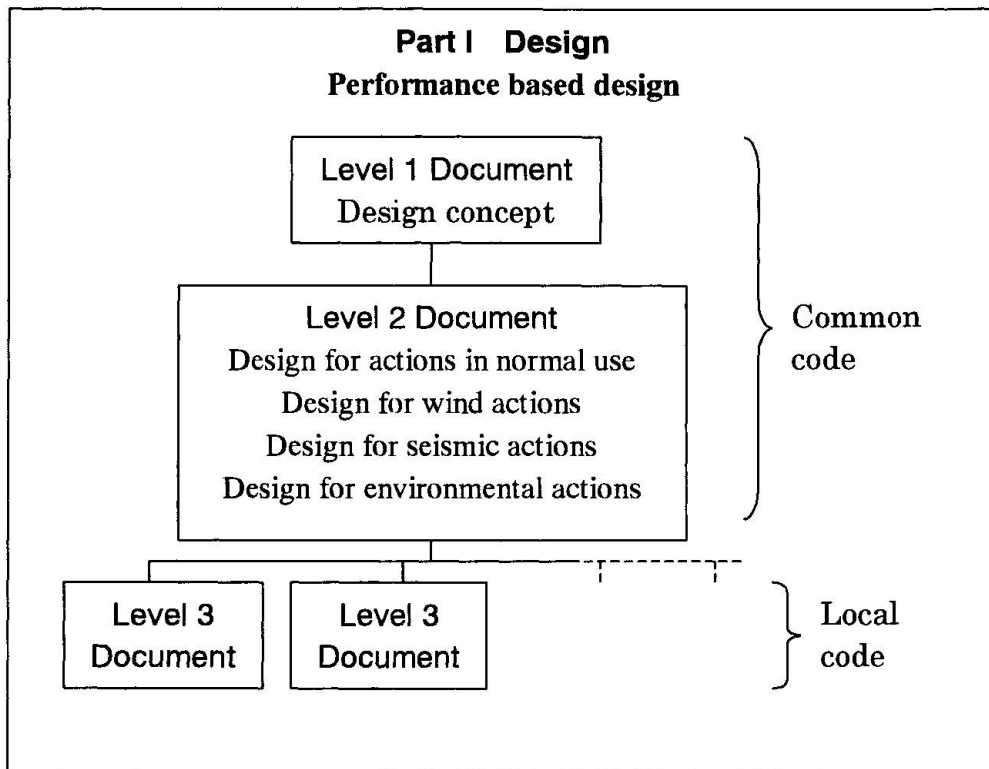 Part I Design
Performance based design
Level 1 Document
Design concept
Level 2 Document
Design for actions in normal use
Design for wind actions
Design for seismic actions
Design for environmental actions
Common
code
Level 3
Document
Level 3
Document
Local
code